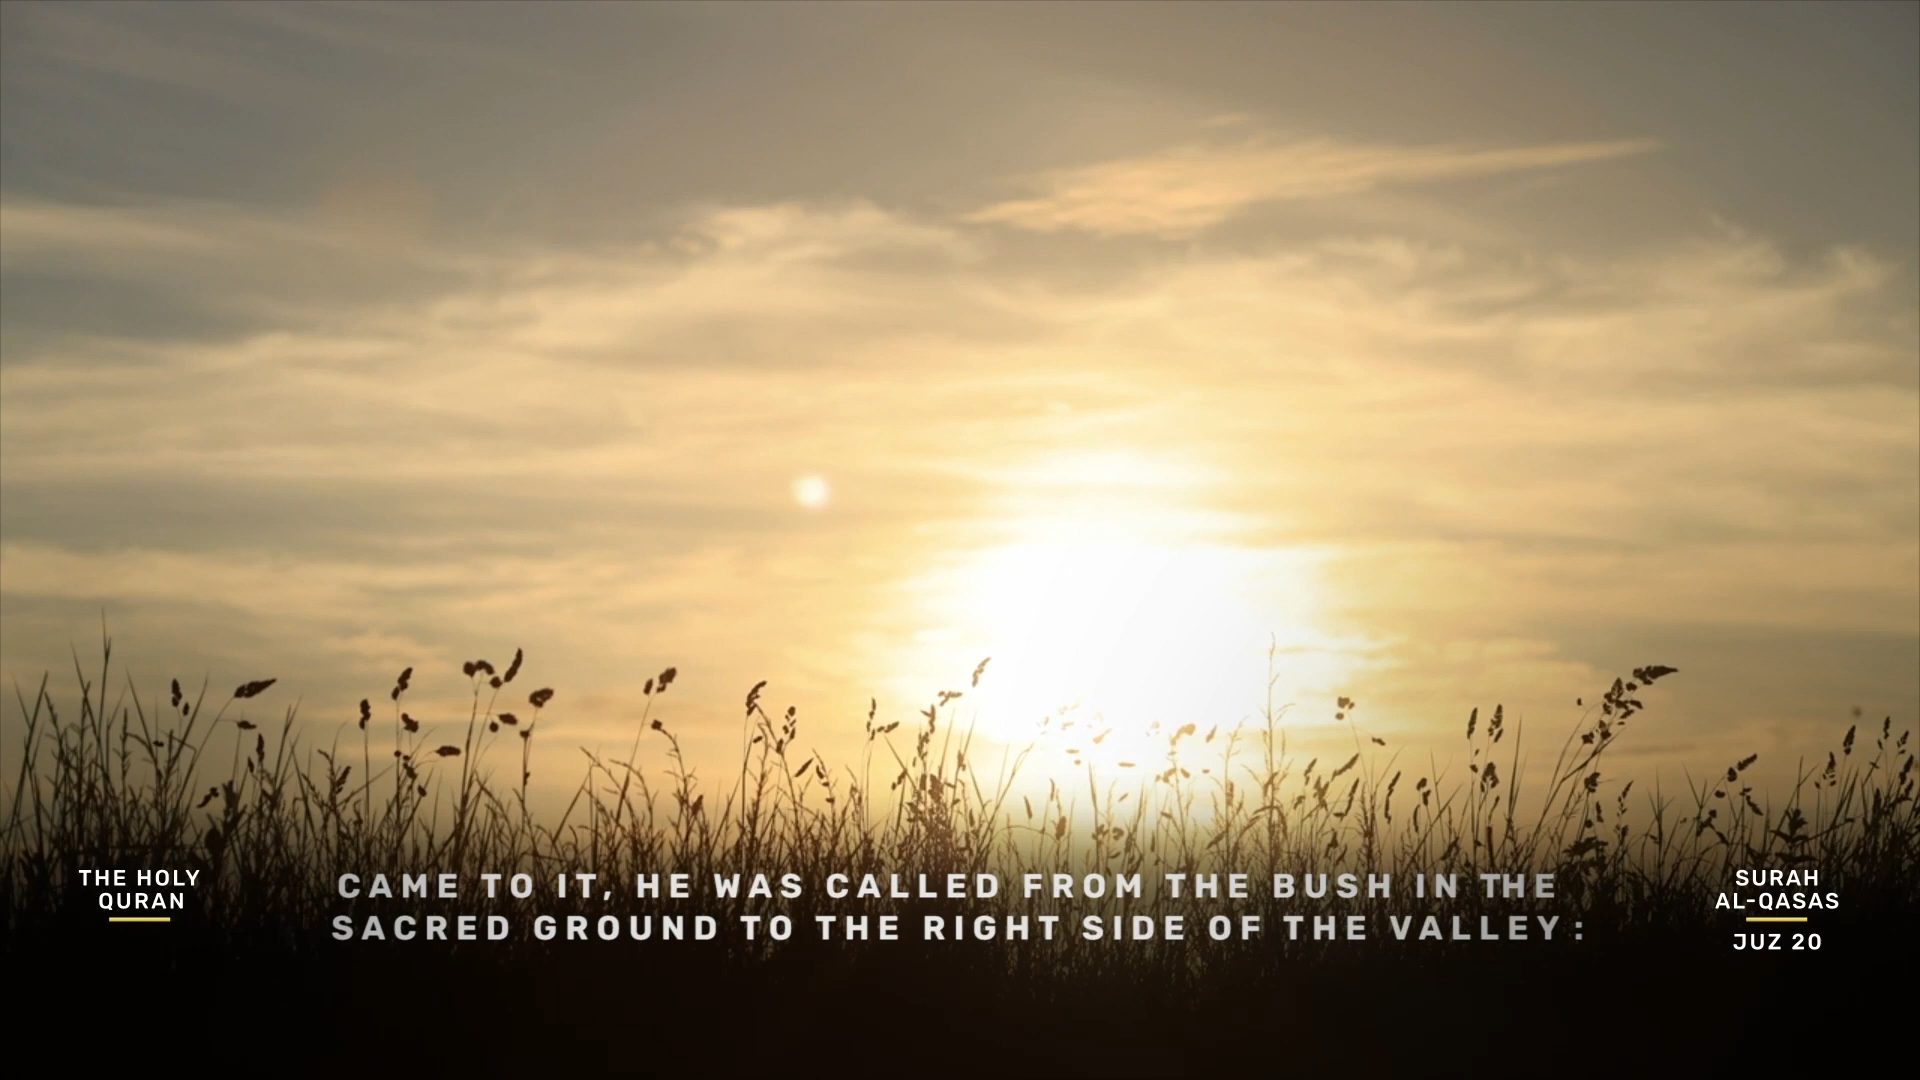 THE HOLY
QURAN
CAME TO IT, HE WAS CALLED FROM THE BUSH IN THE
SACRED GROUND TO THE RIGHT SIDE OF THE VALLEY:
SURAH
AL-QASAS
JUZ 20